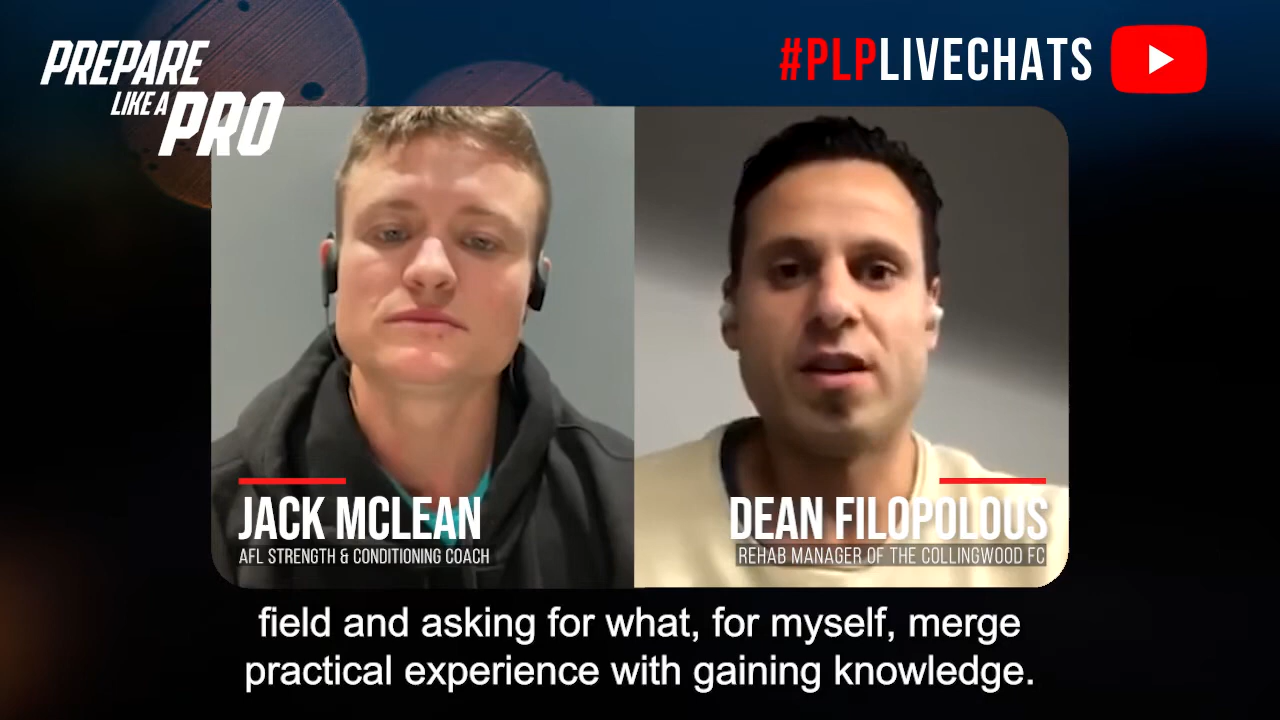 PREPARE
LIKE A
PRO
#PLPLIVECHATS
JACK MCLEAN
AFL STRENGTH & CONDITIONING COACH
DEAN FILOPOLOUS
REHAB MANAGER OF THE COLLINGWOOD FC
field and asking for what, for myself, merge
practical experience with gaining knowledge.